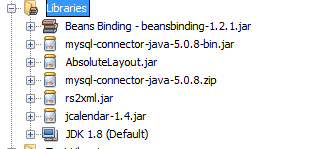 Libraries
Beans Binding - beansbinding-1.2.1.jar
mysql-connector-java-5.0.8-bin.jar
AbsoluteLayout.jar
mysql-connector-java-5.0.8.zip
rs2xml.jar
jcalendar-1.4.jar
JDK 1.8 (Default)